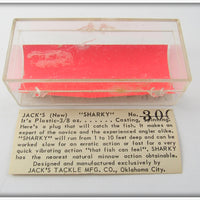 JACK'S (New) "SHARKY" No. 300
It's Plastic-3/8 oz. ...... Casting, Spinning.
Here's a plug that will catch the fish. It makes an
expert of the novice and the experienced angler alike.
"SHARKY" will run from 1 to 10 feet deep and can be
worked slow for a darting action or fast for a very
quick vibrating action "that fish can feel". SHARKY
has the nearest natural minnow action obtainable.
Designed and manufactured exclusively by
JACK'S TACKLE MFG. CO., Oklahoma City.